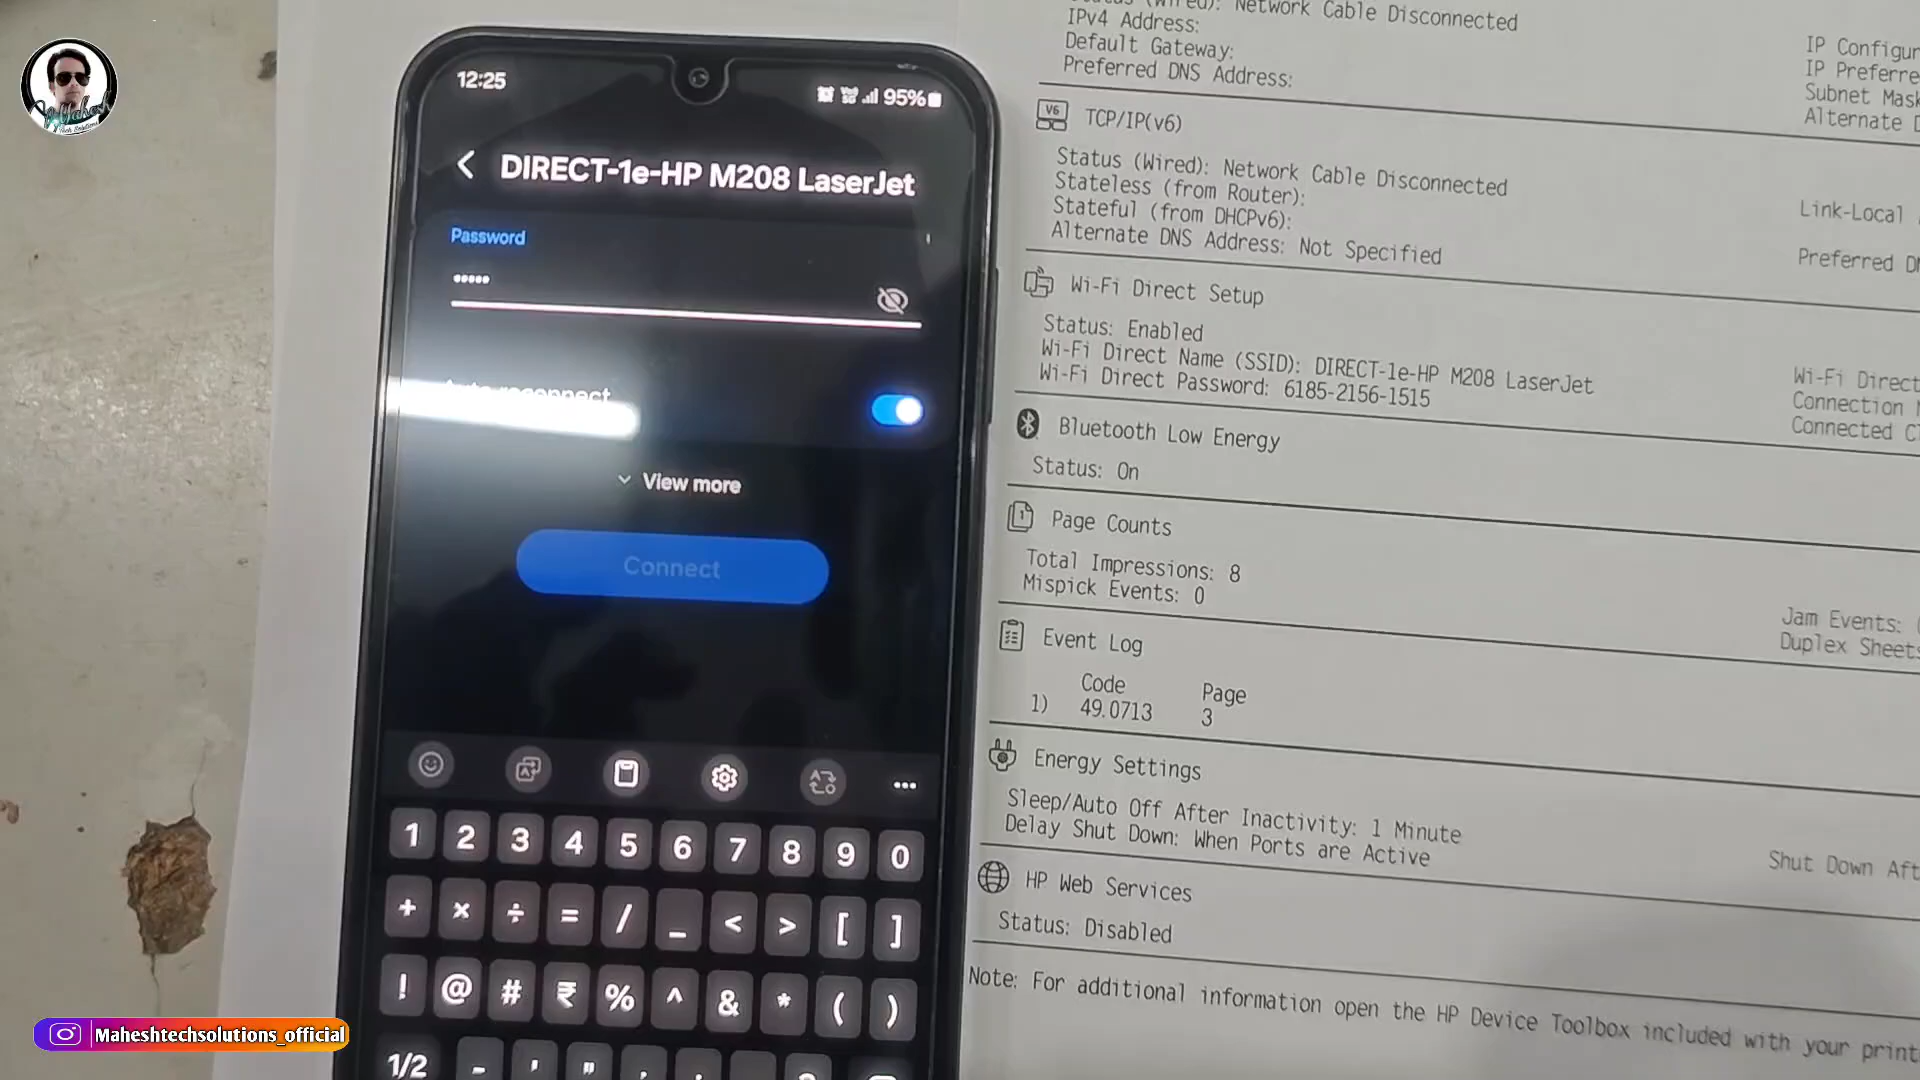 12:25
95%
DIRECT-1e-HP M208 LaserJet
Password
•••••
Auto reconnect
View more
Connect
1 2 3 4 5 6 7 8 9 0
+ × ÷ = / _ < > [ ]
! @ # ₹ % ^ & * ( )
1/2 - ' " : ; , ?
Network Cable Disconnected
IPv4 Address:
Default Gateway:
Preferred DNS Address:
IP Configur
IP Preferre
Subnet Mask
Alternate D
V6 TCP/IP(v6)
Status (Wired): Network Cable Disconnected
Stateless (from Router):
Stateful (from DHCPv6):
Alternate DNS Address: Not Specified
Link-Local
Preferred DN
Wi-Fi Direct Setup
Status: Enabled
Wi-Fi Direct Name (SSID): DIRECT-1e-HP M208 LaserJet
Wi-Fi Direct Password: 6185-2156-1515
Wi-Fi Direct
Connection
Connected Cl
Bluetooth Low Energy
Status: On
Page Counts
Total Impressions: 8
Mispick Events: 0
Jam Events:
Duplex Sheets
Event Log
Code Page
1) 49.0713 3
Energy Settings
Sleep/Auto Off After Inactivity: 1 Minute
Delay Shut Down: When Ports are Active
Shut Down Aft
HP Web Services
Status: Disabled
Note: For additional information open the HP Device Toolbox included with your print
Maheshtechsolutions_official